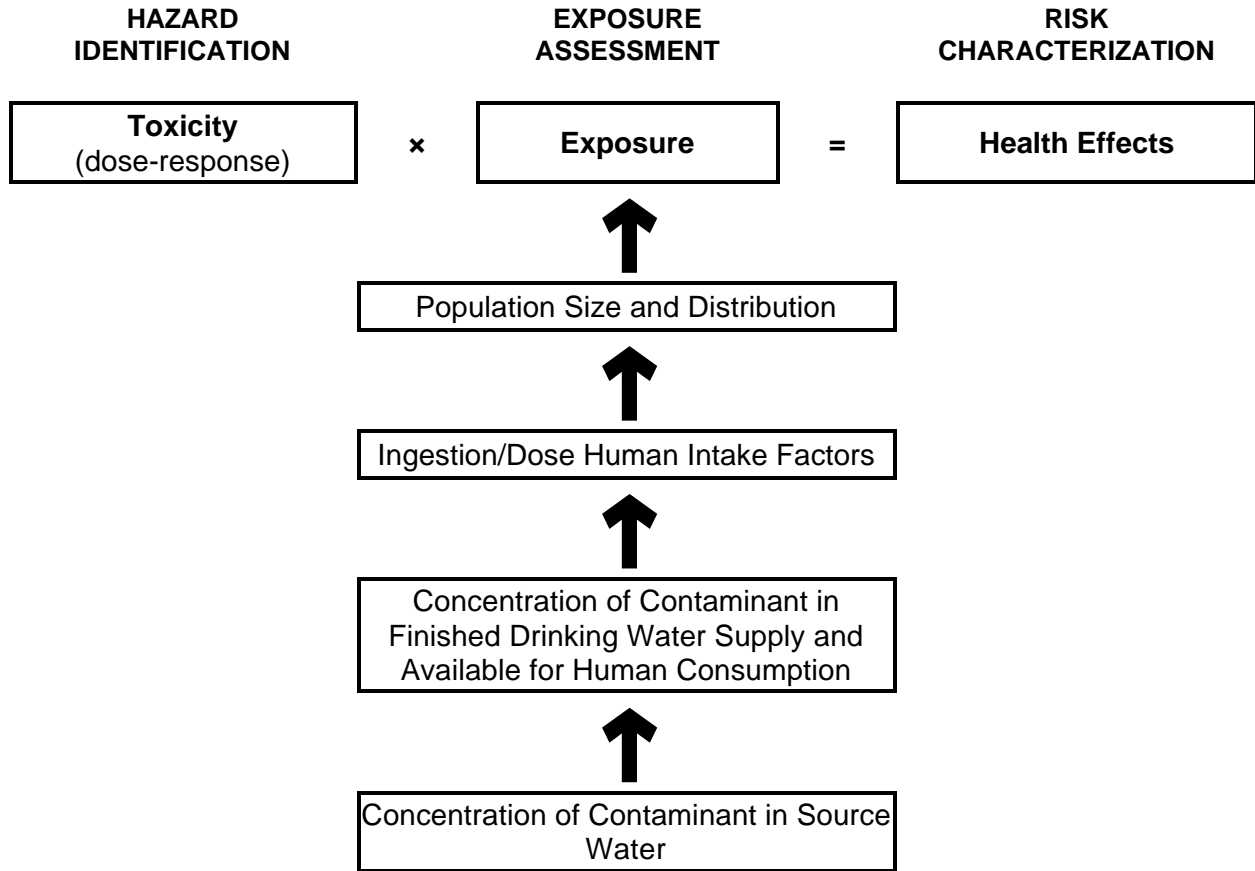 HAZARD
IDENTIFICATION
EXPOSURE
ASSESSMENT
RISK
CHARACTERIZATION
Toxicity
(dose-response)
×
Exposure
=
Health Effects
Population Size and Distribution
Ingestion/Dose Human Intake Factors
Concentration of Contaminant in
Finished Drinking Water Supply and
Available for Human Consumption
Concentration of Contaminant in Source
Water